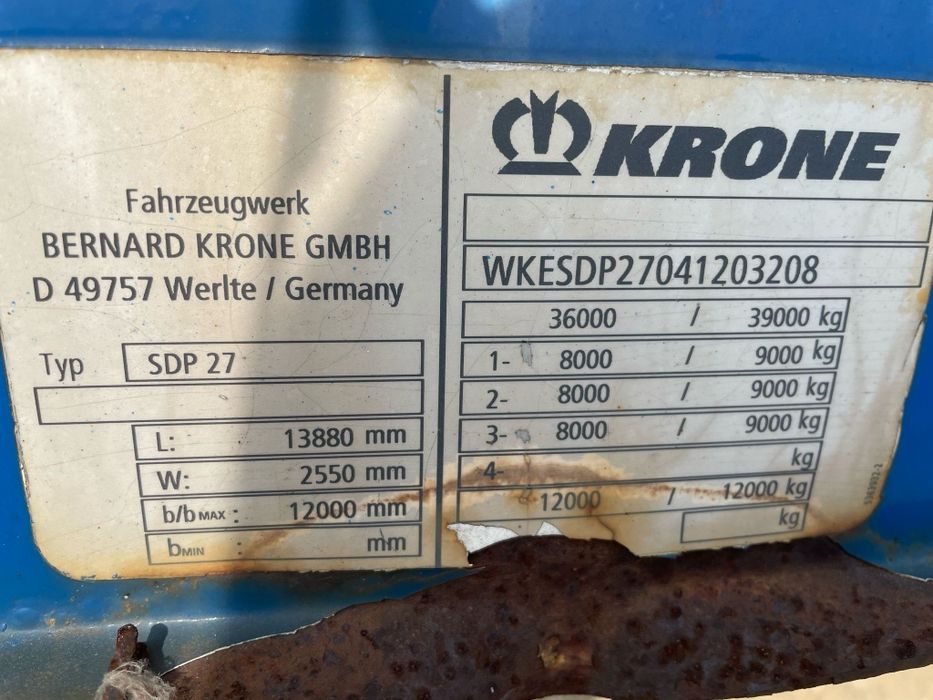 Fahrzeugwerk
BERNARD KRONE GMBH
D 49757 Werlte / Germany
Typ SDP 27
L: 13880 mm
W: 2550 mm
b/bMAX : 12000 mm
bMIN : mm
KRONE
WKESDP27041203208
36000 / 39000 kg
1- 8000 / 9000 kg
2- 8000 / 9000 kg
3- 8000 / 9000 kg
4- kg
12000 / 12000 kg
kg